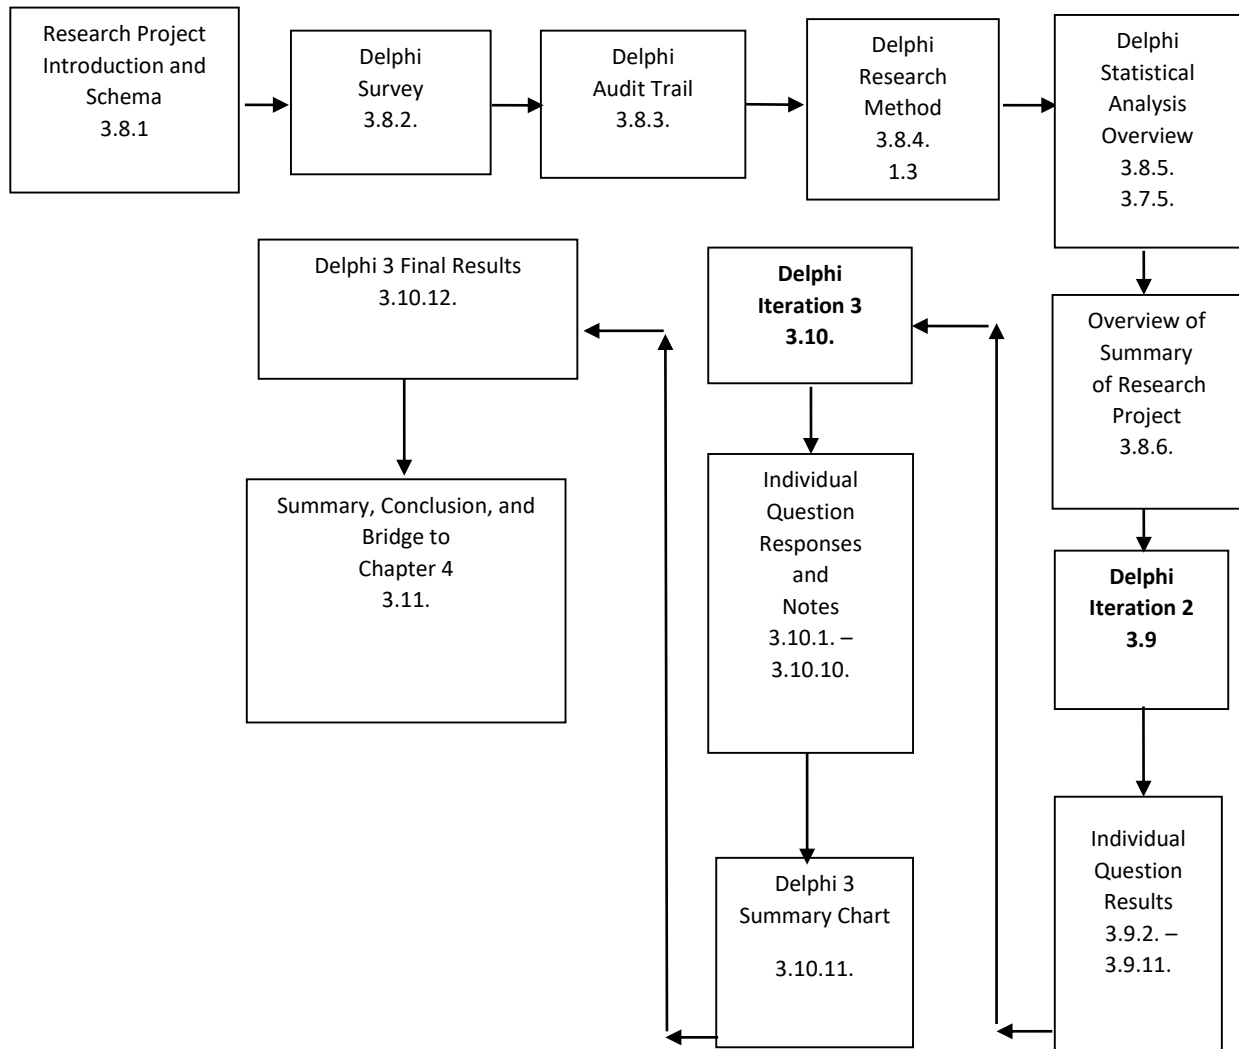 Research Project
Introduction and
Schema
3.8.1
Delphi
Survey
3.8.2.
Delphi
Audit Trail
3.8.3.
Delphi
Research
Method
3.8.4.
1.3
Delphi
Statistical
Analysis
Overview
3.8.5.
3.7.5.
Overview of
Summary
of Research
Project
3.8.6.
Delphi
Iteration 2
3.9
Individual
Question
Results
3.9.2. –
3.9.11.
Delphi
Iteration 3
3.10.
Individual
Question
Responses
and
Notes
3.10.1. –
3.10.10.
Delphi 3
Summary Chart
3.10.11.
Delphi 3 Final Results
3.10.12.
Summary, Conclusion, and
Bridge to
Chapter 4
3.11.